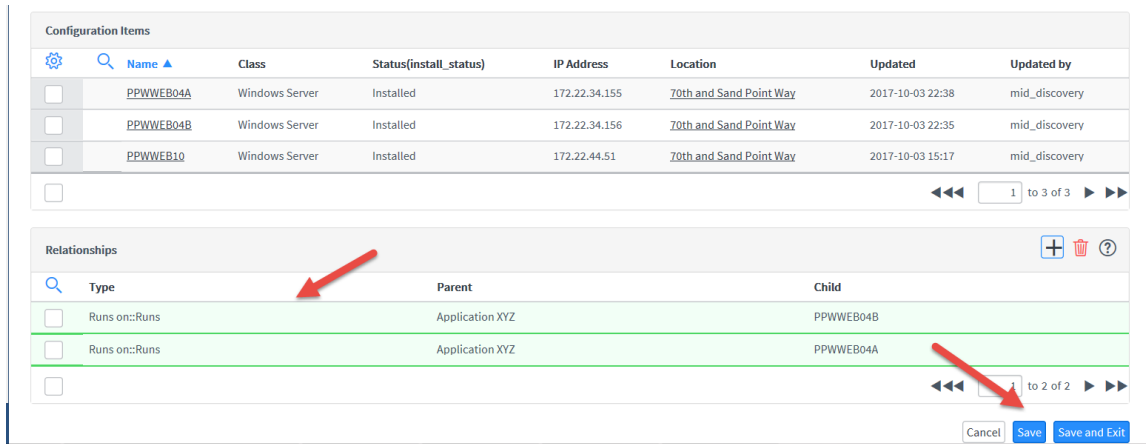 Configuration Items
Name ▲ Class Status(install_status) IP Address Location Updated Updated by
PPWWEB04A Windows Server Installed 172.22.34.155 70th and Sand Point Way 2017-10-03 22:38 mid_discovery
PPWWEB04B Windows Server Installed 172.22.34.156 70th and Sand Point Way 2017-10-03 22:35 mid_discovery
PPWWEB10 Windows Server Installed 172.22.44.51 70th and Sand Point Way 2017-10-03 15:17 mid_discovery
1 to 3 of 3
Relationships
Type Parent Child
Runs on::Runs Application XYZ PPWWEB04B
Runs on::Runs Application XYZ PPWWEB04A
1 to 2 of 2
Cancel Save Save and Exit